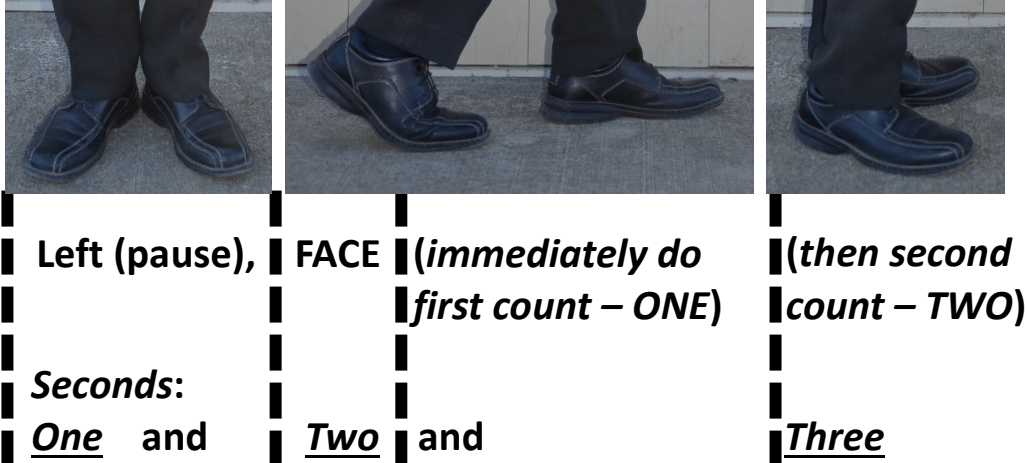 Left (pause), FACE (immediately do (then second
first count – ONE) count – TWO)
Seconds:
One and Two and Three